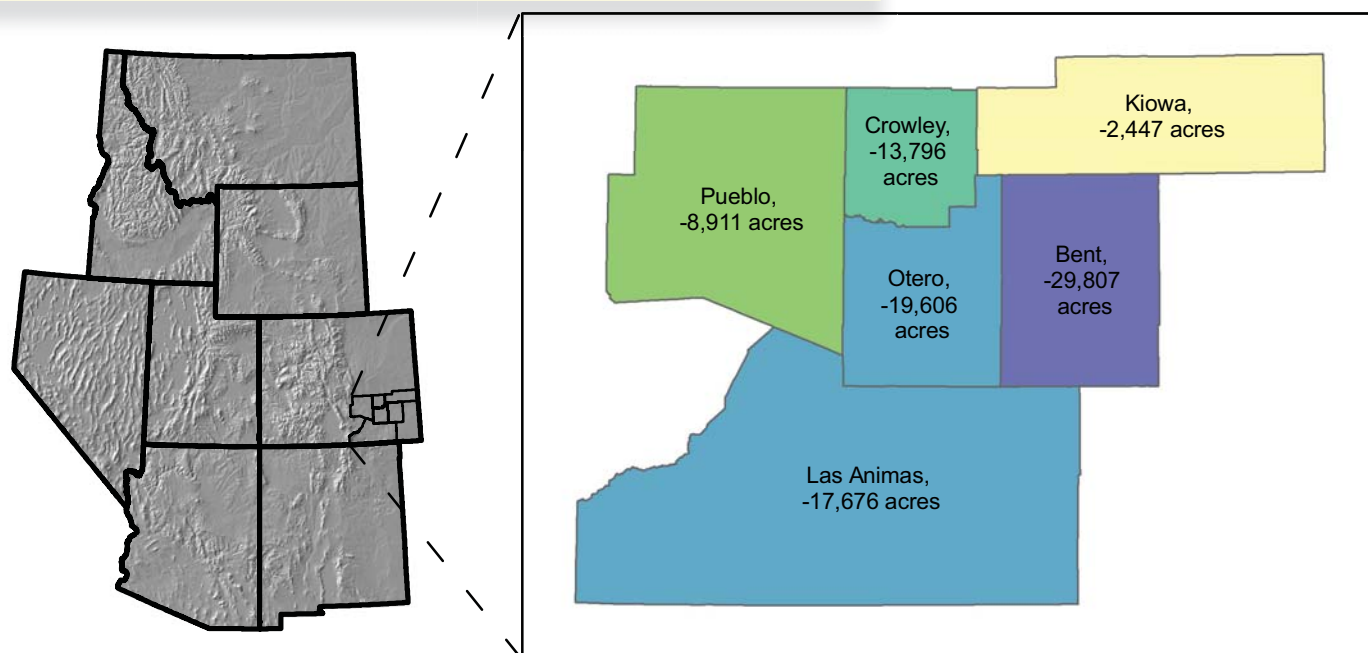 Kiowa,
-2,447 acres
Crowley,
-13,796
acres
Pueblo,
-8,911 acres
Bent,
-29,807
acres
Otero,
-19,606
acres
Las Animas,
-17,676 acres